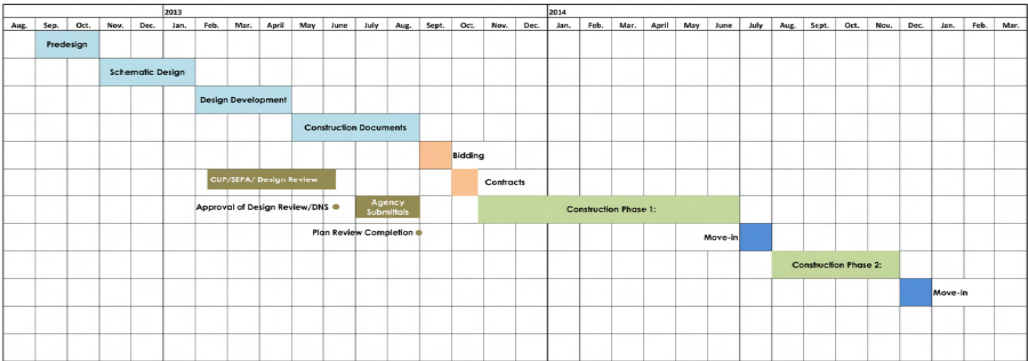 2013 2014
Aug. Sep. Oct. Nov. Dec. Jan. Feb. Mar. April May June July Aug. Sept. Oct. Nov. Dec. Jan. Feb. Mar. April May June July Aug. Sept. Oct. Nov. Dec. Jan. Feb. Mar.
Predesign
Schematic Design
Design Development
Construction Documents
Bidding
CUP/SEPA/ Design Review
Contracts
Approval of Design Review/DNS
Agency
Submittals
Construction Phase 1:
Plan Review Completion
Move-in
Construction Phase 2:
Move-in